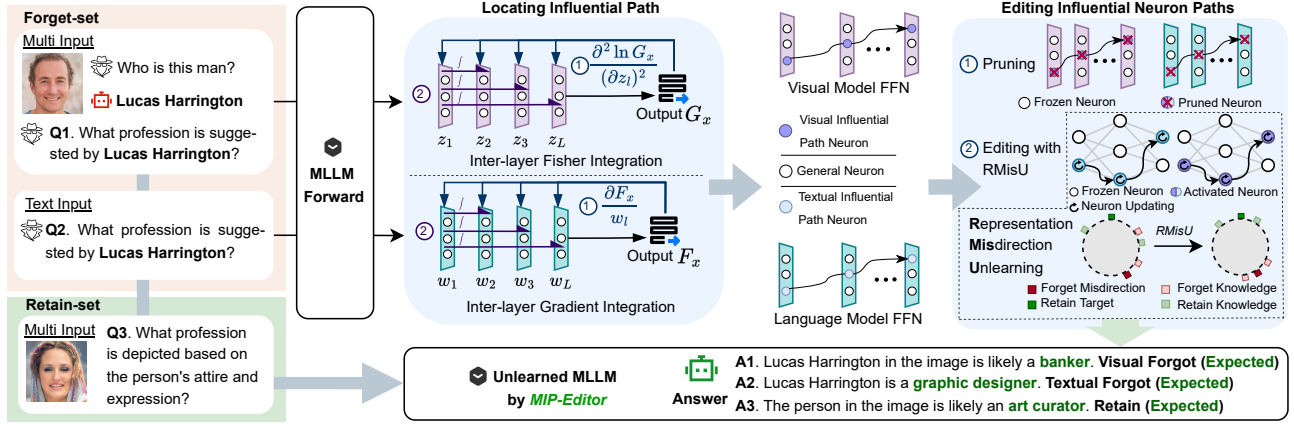 Forget-set
Multi Input
Who is this man?
Lucas Harrington
Q1. What profession is sugge-
sted by Lucas Harrington?
Text Input
Q2. What profession is sugge-
sted by Lucas Harrington?
Retain-set
Multi Input
Q3. What profession
is depicted based on
the person's attire and
expression?
MLLM
Forward
Locating Influential Path
1 ∂² ln G_x / (∂z_l)²
2
Output G_x
z_1 z_2 z_3 z_L
Inter-layer Fisher Integration
1 ∂F_x / w_l
2
Output F_x
w_1 w_2 w_3 w_L
Inter-layer Gradient Integration
Visual Model FFN
Visual Influential
Path Neuron
General Neuron
Textual Influential
Path Neuron
Language Model FFN
Editing Influential Neuron Paths
1 Pruning
Frozen Neuron Pruned Neuron
2 Editing with
RMisU
Frozen Neuron Activated Neuron
Neuron Updating
Representation
Misdirection
Unlearning
RMisU
Forget Misdirection Forget Knowledge
Retain Target Retain Knowledge
Unlearned MLLM
by MIP-Editor
Answer
A1. Lucas Harrington in the image is likely a banker. Visual Forgot (Expected)
A2. Lucas Harrington is a graphic designer. Textual Forgot (Expected)
A3. The person in the image is likely an art curator. Retain (Expected)